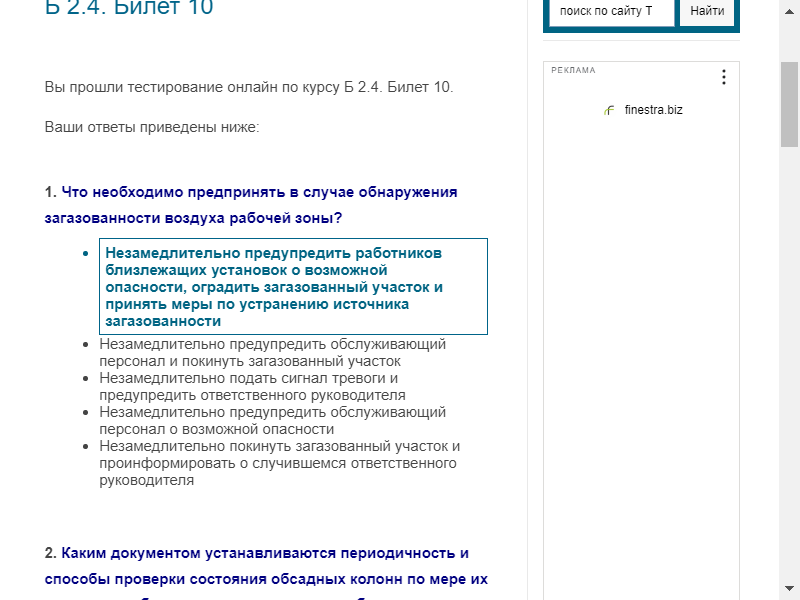 Б 2.4. Билет 10
поиск по сайту Т
Найти
РЕКЛАМА
finestra.biz
Вы прошли тестирование онлайн по курсу Б 2.4. Билет 10.
Ваши ответы приведены ниже:
1. Что необходимо предпринять в случае обнаружения
загазованности воздуха рабочей зоны?
Незамедлительно предупредить работников
близлежащих установок о возможной
опасности, оградить загазованный участок и
принять меры по устранению источника
загазованности
Незамедлительно предупредить обслуживающий
персонал и покинуть загазованный участок
Незамедлительно подать сигнал тревоги и
предупредить ответственного руководителя
Незамедлительно предупредить обслуживающий
персонал о возможной опасности
Незамедлительно покинуть загазованный участок и
проинформировать о случившемся ответственного
руководителя
2. Каким документом устанавливаются периодичность и
способы проверки состояния обсадных колонн по мере их